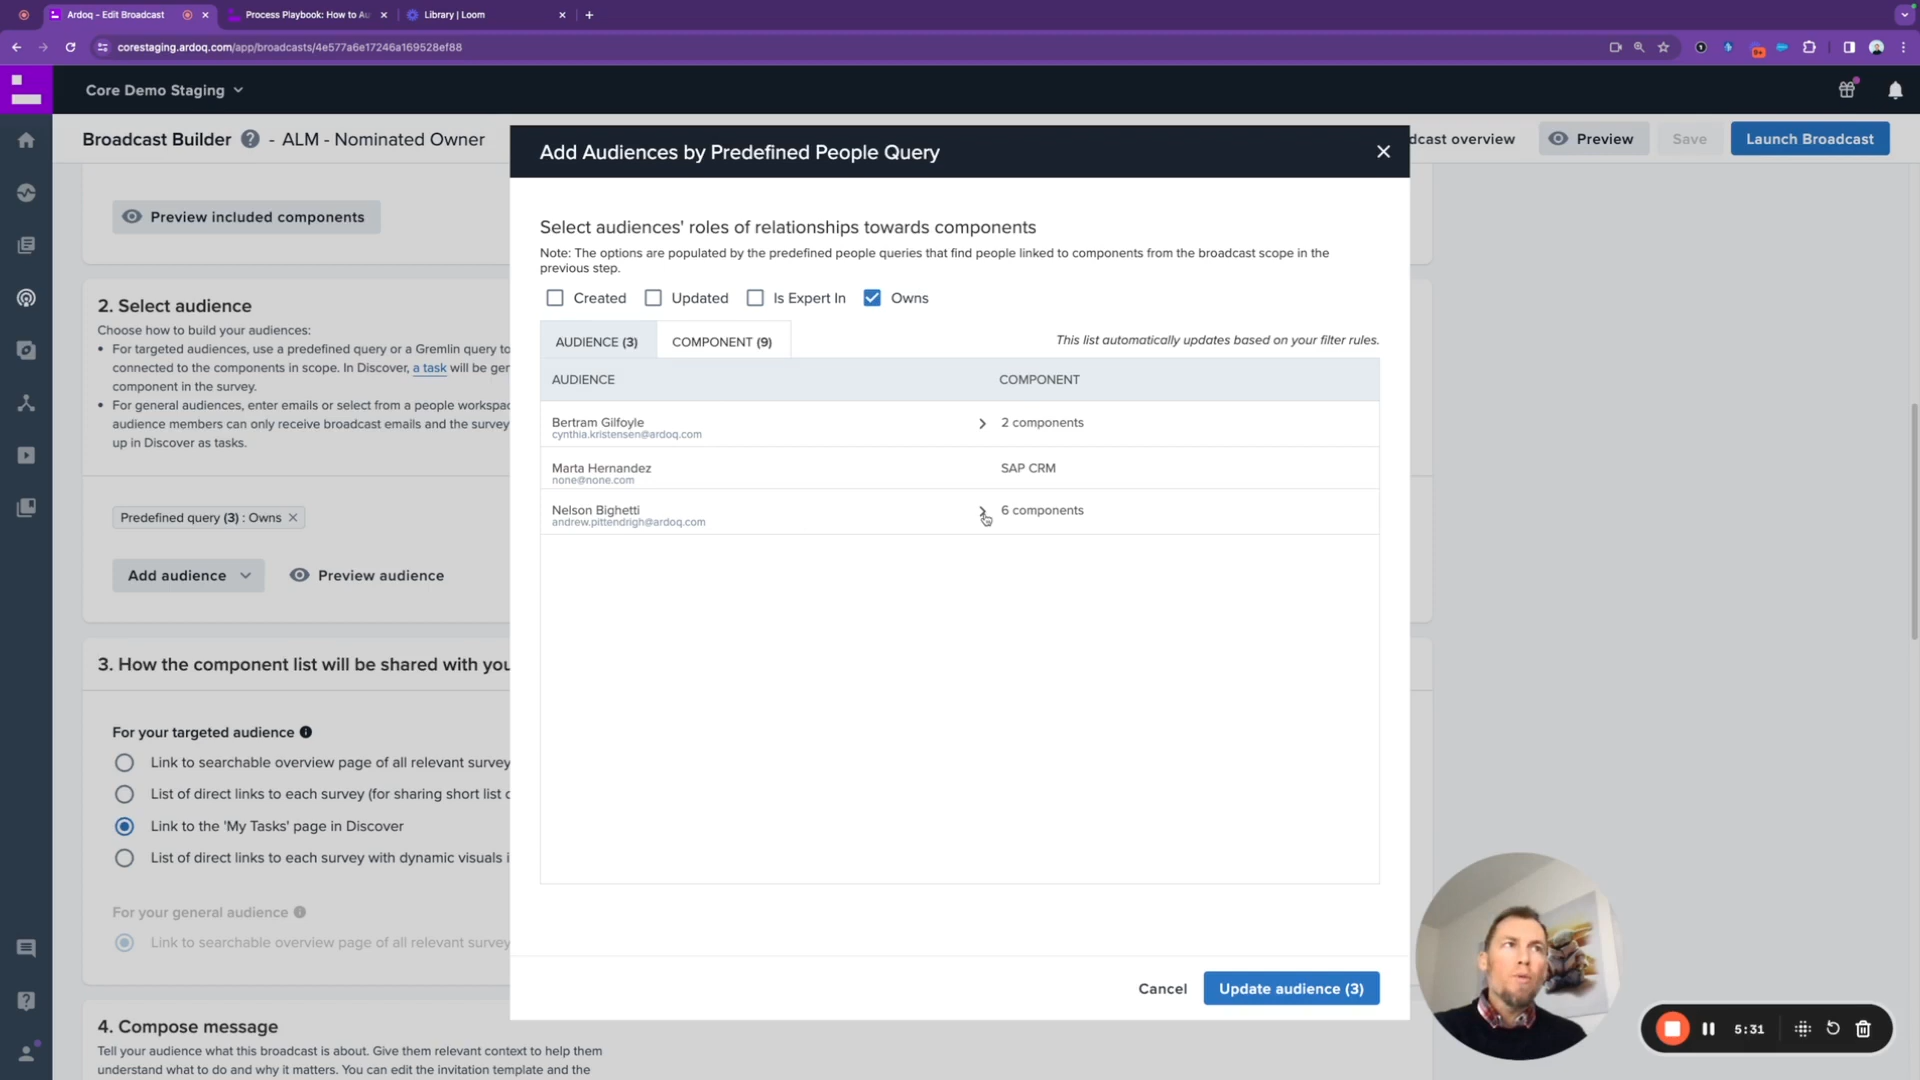 Ardoq - Edit Broadcast
Process Playbook: How to Au
Library | Loom
corestaging.ardoq.com/app/broadcasts/4e577a6e17246a169528ef88
Core Demo Staging
Broadcast Builder ? - ALM - Nominated Owner
dcast overview
Preview
Save
Launch Broadcast
Preview included components
2. Select audience
Choose how to build your audiences:
• For targeted audiences, use a predefined query or a Gremlin query to
connected to the components in scope. In Discover, a task will be ger
component in the survey.
• For general audiences, enter emails or select from a people workspac
audience members can only receive broadcast emails and the survey
up in Discover as tasks.
Predefined query (3) : Owns
Add audience
Preview audience
3. How the component list will be shared with you
For your targeted audience
Link to searchable overview page of all relevant survey
List of direct links to each survey (for sharing short list o
Link to the 'My Tasks' page in Discover
List of direct links to each survey with dynamic visuals i
For your general audience
Link to searchable overview page of all relevant survey
4. Compose message
Tell your audience what this broadcast is about. Give them relevant context to help them
understand what to do and why it matters. You can edit the invitation template and the
Add Audiences by Predefined People Query
Select audiences' roles of relationships towards components
Note: The options are populated by the predefined people queries that find people linked to components from the broadcast scope in the
previous step.
Created
Updated
Is Expert In
Owns
AUDIENCE (3)
COMPONENT (9)
This list automatically updates based on your filter rules.
AUDIENCE
COMPONENT
Bertram Gilfoyle
cynthia.kristensen@ardoq.com
2 components
Marta Hernandez
none@none.com
SAP CRM
Nelson Bighetti
andrew.pittendrigh@ardoq.com
6 components
Cancel
Update audience (3)
5:31